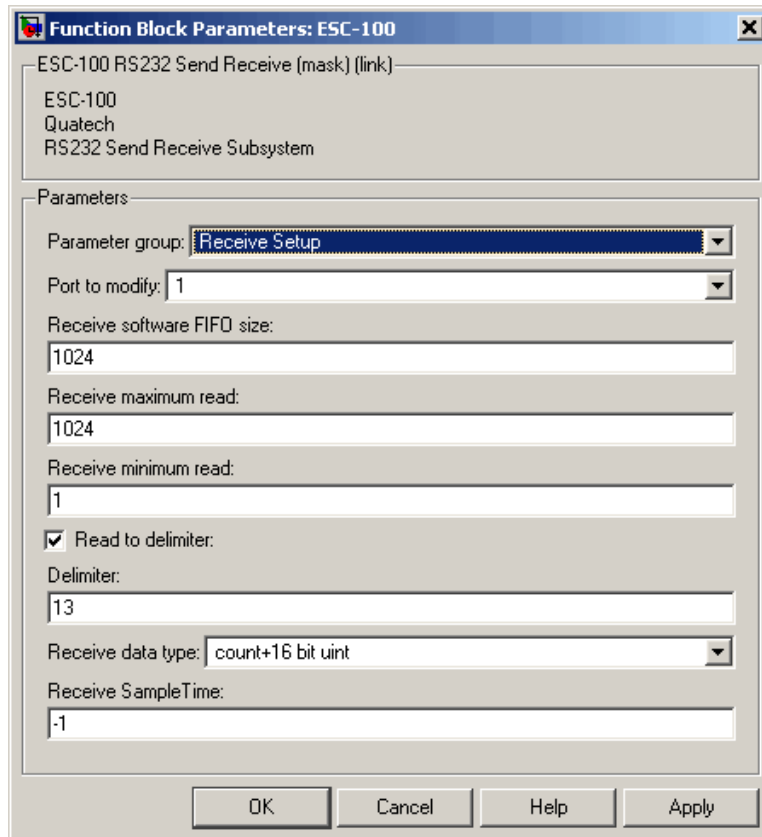 Function Block Parameters: ESC-100
ESC-100 RS232 Send Receive (mask) (link)
ESC-100
Quatech
RS232 Send Receive Subsystem
Parameters
Parameter group: Receive Setup
Port to modify: 1
Receive software FIFO size:
1024
Receive maximum read:
1024
Receive minimum read:
1
Read to delimiter:
Delimiter:
13
Receive data type: count+16 bit uint
Receive SampleTime:
-1
OK Cancel Help Apply